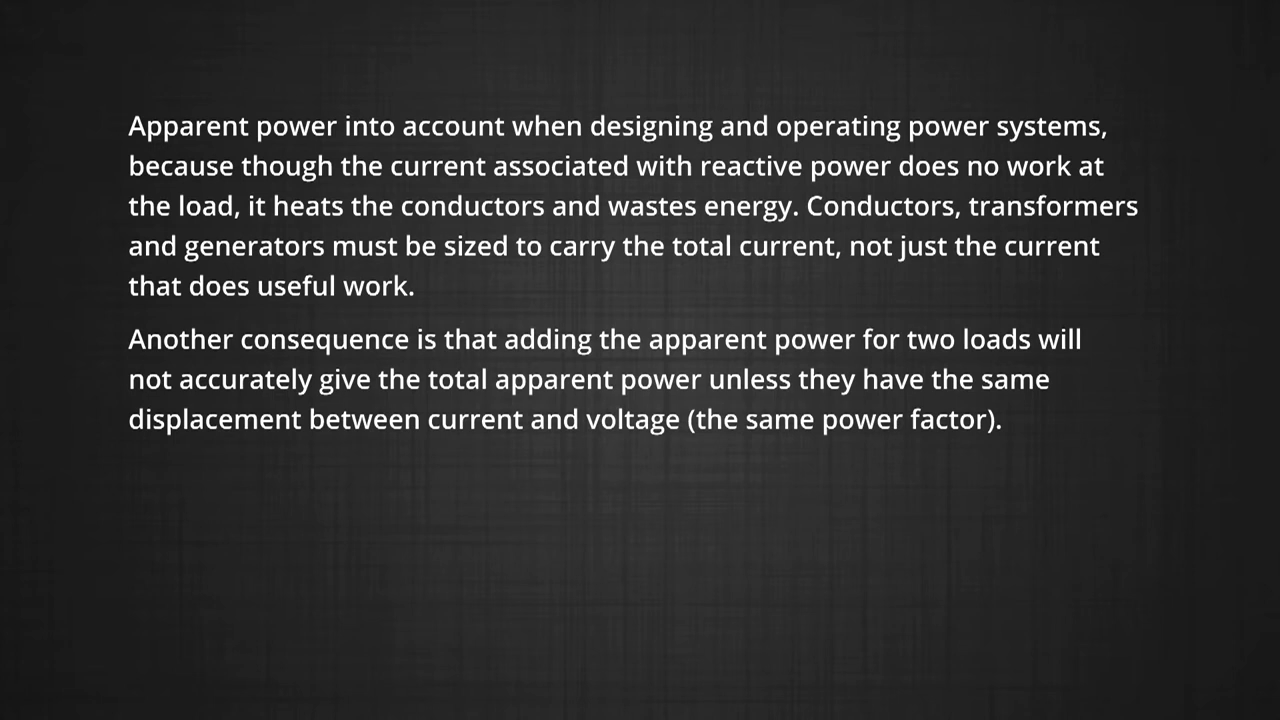 Apparent power into account when designing and operating power systems,
because though the current associated with reactive power does no work at
the load, it heats the conductors and wastes energy. Conductors, transformers
and generators must be sized to carry the total current, not just the current
that does useful work.
Another consequence is that adding the apparent power for two loads will
not accurately give the total apparent power unless they have the same
displacement between current and voltage (the same power factor).